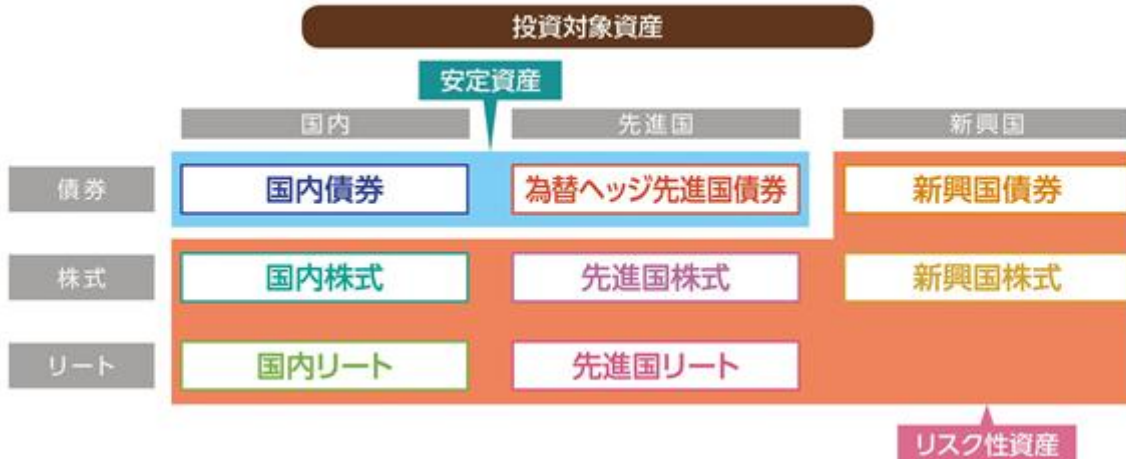 投資対象資産
安定資産
国内 先進国 新興国
債券 国内債券 為替ヘッジ先進国債券 新興国債券
株式 国内株式 先進国株式 新興国株式
リート 国内リート 先進国リート
リスク性資産